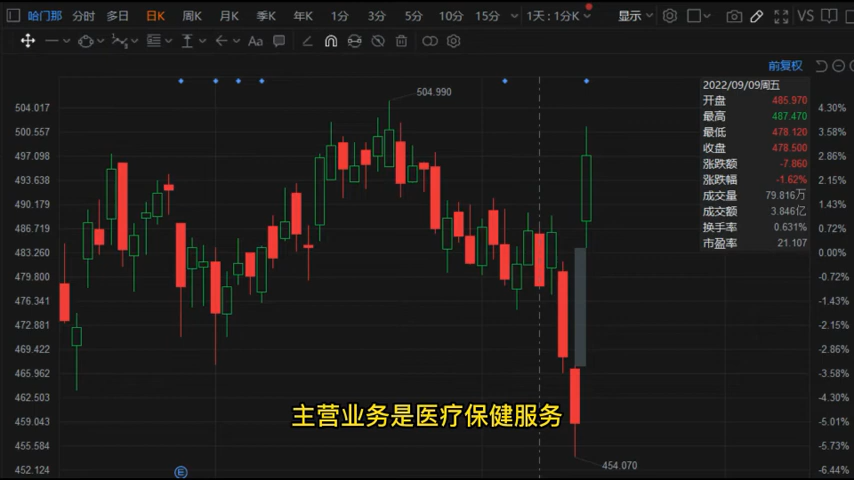 哈门那 分时 多日 日K 周K 月K 季K 年K 1分 3分 5分 10分 15分 1天:1分K 显示 VS
Aa
前复权
2022/09/09周五
开盘 485.970
最高 487.470
最低 478.120
收盘 478.500
涨跌额 -7.860
涨跌幅 -1.62%
成交量 79.816万
成交额 3.846亿
换手率 0.631%
市盈率 21.107
504.990
504.017 4.30%
500.557 3.58%
497.098 2.86%
493.638 2.15%
490.179 1.43%
486.719 0.72%
483.260 0.00%
479.800 -0.72%
476.341 -1.43%
472.881 -2.15%
469.422 -2.86%
465.962 -3.58%
462.503 -4.30%
459.043 -5.01%
455.584 -5.73%
452.124 -6.44%
主营业务是医疗保健服务
454.070
E